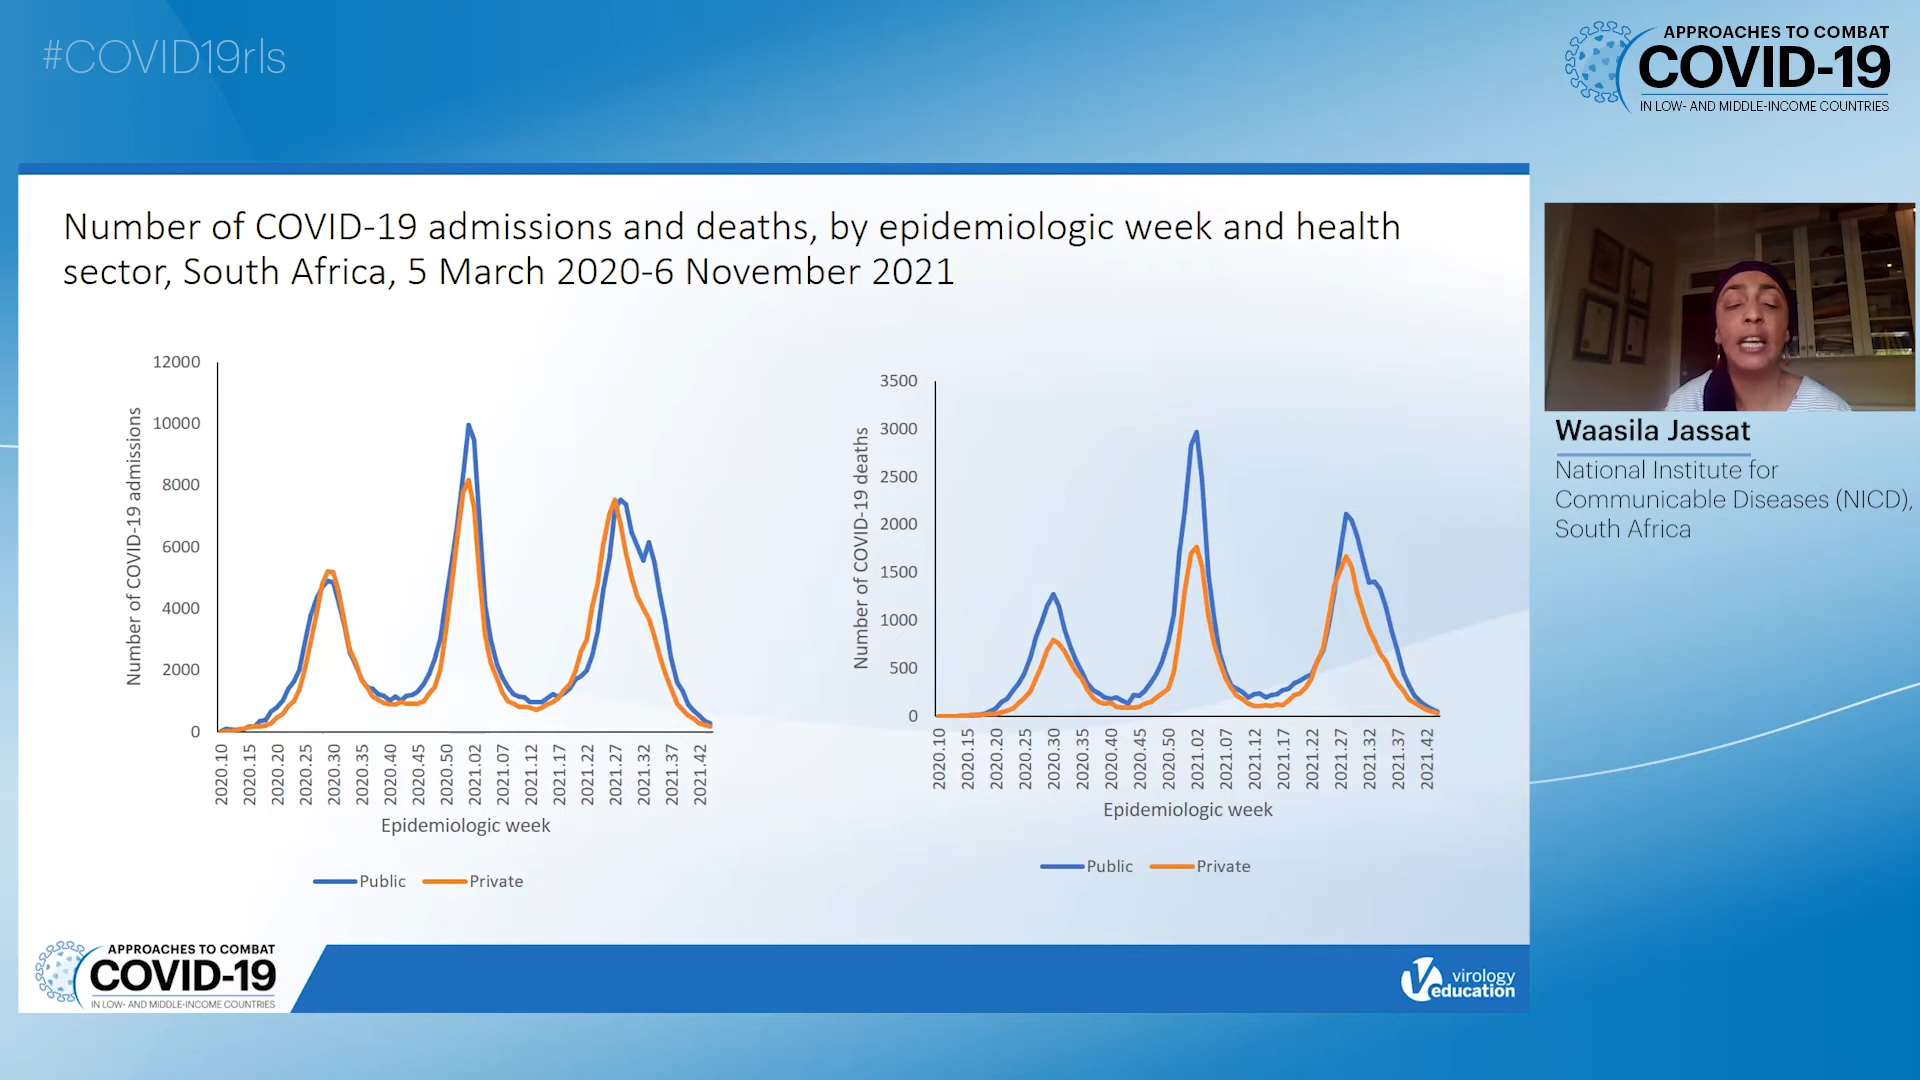 #COVID19rls
APPROACHES TO COMBAT
COVID-19
IN LOW- AND MIDDLE-INCOME COUNTRIES
Number of COVID-19 admissions and deaths, by epidemiologic week and health
sector, South Africa, 5 March 2020-6 November 2021
Number of COVID-19 admissions
12000
10000
8000
6000
4000
2000
0
2020.10
2020.15
2020.20
2020.25
2020.30
2020.35
2020.40
2020.45
2020.50
2021.02
2021.07
2021.12
2021.17
2021.22
2021.27
2021.32
2021.37
2021.42
Epidemiologic week
Public Private
Number of COVID-19 deaths
3500
3000
2500
2000
1500
1000
500
0
2020.10
2020.15
2020.20
2020.25
2020.30
2020.35
2020.40
2020.45
2020.50
2021.02
2021.07
2021.12
2021.17
2021.22
2021.27
2021.32
2021.37
2021.42
Epidemiologic week
Public Private
Waasila Jassat
National Institute for
Communicable Diseases (NICD),
South Africa
APPROACHES TO COMBAT
COVID-19
IN LOW- AND MIDDLE-INCOME COUNTRIES
virology
education